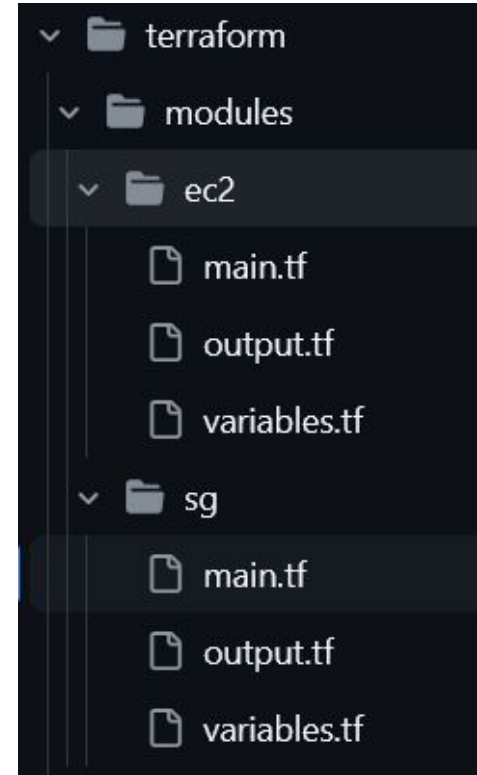 terraform
modules
ec2
main.tf
output.tf
variables.tf
sg
main.tf
output.tf
variables.tf